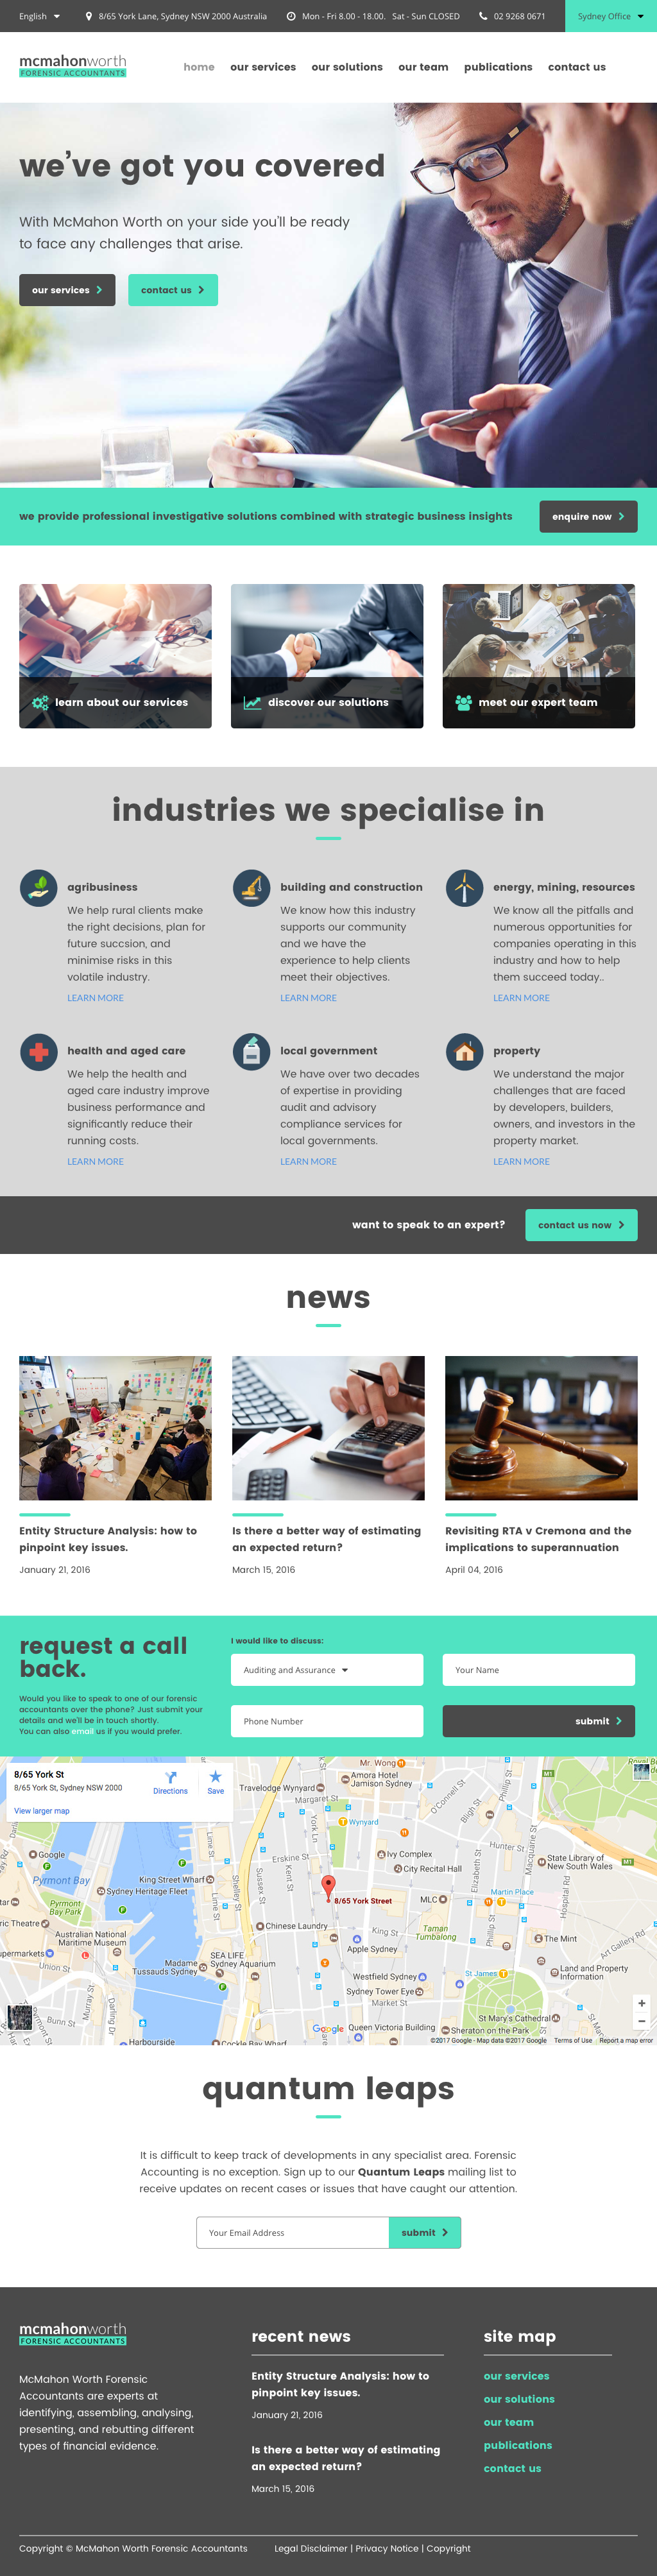 English
8/65 York Lane, Sydney NSW 2000 Australia
Mon - Fri 8.00 - 18.00. Sat - Sun CLOSED
02 9268 0671
Sydney Office
mcmahonworth
FORENSIC ACCOUNTANTS
home our services our solutions our team publications contact us
we've got you covered
With McMahon Worth on your side you'll be ready
to face any challenges that arise.
our services
contact us
we provide professional investigative solutions combined with strategic business insights
enquire now
learn about our services
discover our solutions
meet our expert team
industries we specialise in
agribusiness
We help rural clients make
the right decisions, plan for
future succsion, and
minimise risks in this
volatile industry.
LEARN MORE
building and construction
We know how this industry
supports our community
and we have the
experience to help clients
meet their objectives.
LEARN MORE
energy, mining, resources
We know all the pitfalls and
numerous opportunities for
companies operating in this
industry and how to help
them succeed today..
LEARN MORE
health and aged care
We help the health and
aged care industry improve
business performance and
significantly reduce their
running costs.
LEARN MORE
local government
We have over two decades
of expertise in providing
audit and advisory
compliance services for
local governments.
LEARN MORE
property
We understand the major
challenges that are faced
by developers, builders,
owners, and investors in the
property market.
LEARN MORE
want to speak to an expert?
contact us now
news
Entity Structure Analysis: how to
pinpoint key issues.
January 21, 2016
Is there a better way of estimating
an expected return?
March 15, 2016
Revisiting RTA v Cremona and the
implications to superannuation
April 04, 2016
request a call
back.
Would you like to speak to one of our forensic
accountants over the phone? Just submit your
details and we'll be in touch shortly.
You can also email us if you would prefer.
I would like to discuss:
Auditing and Assurance
Your Name
Phone Number
submit
8/65 York St
8/65 York St, Sydney NSW 2000
Directions
Save
View larger map
Mr. Wong
Amora Hotel
Jamison Sydney
Travelodge Wynyard
Margaret St
York Ln
Wynyard
O'Connell St
Bligh St
Phillip St
M1
Royal B
Google
Pyrmont Bay
Lime St
Erskine St
Sussex St
Kent St
Ivy Complex
City Recital Hall
Hunter St
Elizabeth St
Macquarie St
State Library of
New South Wales
M1
King Street Wharf
Sydney Heritage Fleet
Shelley St
Lime St
8/65 York Street
MLC
Martin Place
Hospital Rd
Pyrmont
Bay Park
Australian National
Maritime Museum
Chinese Laundry
King St
Apple Sydney
Taman
Tumbalong
Phillip St
The Mint
Art Gallery Rd
Union St
SEA LIFE
Sydney Aquarium
Madame
Tussauds Sydney
Westfield Sydney
Sydney Tower Eye
Market St
St James
Land and Property
Information
Murray St
Darling Dr
Bunn St
Harbourside
Cockle Bay Wharf
Google
Queen Victoria Building
Sheraton on the Park
St Mary's Cathedral
©2017 Google - Map data ©2017 Google Terms of Use Report a map error
quantum leaps
It is difficult to keep track of developments in any specialist area. Forensic
Accounting is no exception. Sign up to our Quantum Leaps mailing list to
receive updates on recent cases or issues that have caught our attention.
Your Email Address
submit
mcmahonworth
FORENSIC ACCOUNTANTS
McMahon Worth Forensic
Accountants are experts at
identifying, assembling, analysing,
presenting, and rebutting different
types of financial evidence.
recent news
Entity Structure Analysis: how to
pinpoint key issues.
January 21, 2016
Is there a better way of estimating
an expected return?
March 15, 2016
site map
our services
our solutions
our team
publications
contact us
Copyright © McMahon Worth Forensic Accountants
Legal Disclaimer | Privacy Notice | Copyright